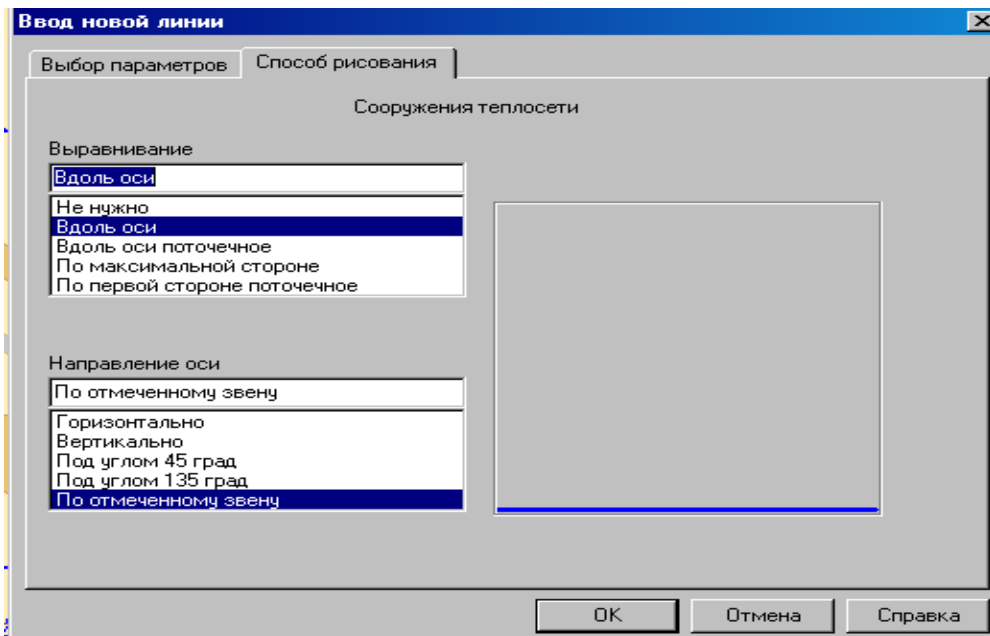 Ввод новой линии
Выбор параметров
Способ рисования
Сооружения теплосети
Выравнивание
Вдоль оси
Не нужно
Вдоль оси
Вдоль оси поточечное
По максимальной стороне
По первой стороне поточечное
Направление оси
По отмеченному звену
Горизонтально
Вертикально
Под углом 45 град
Под углом 135 град
По отмеченному звену
OK
Отмена
Справка